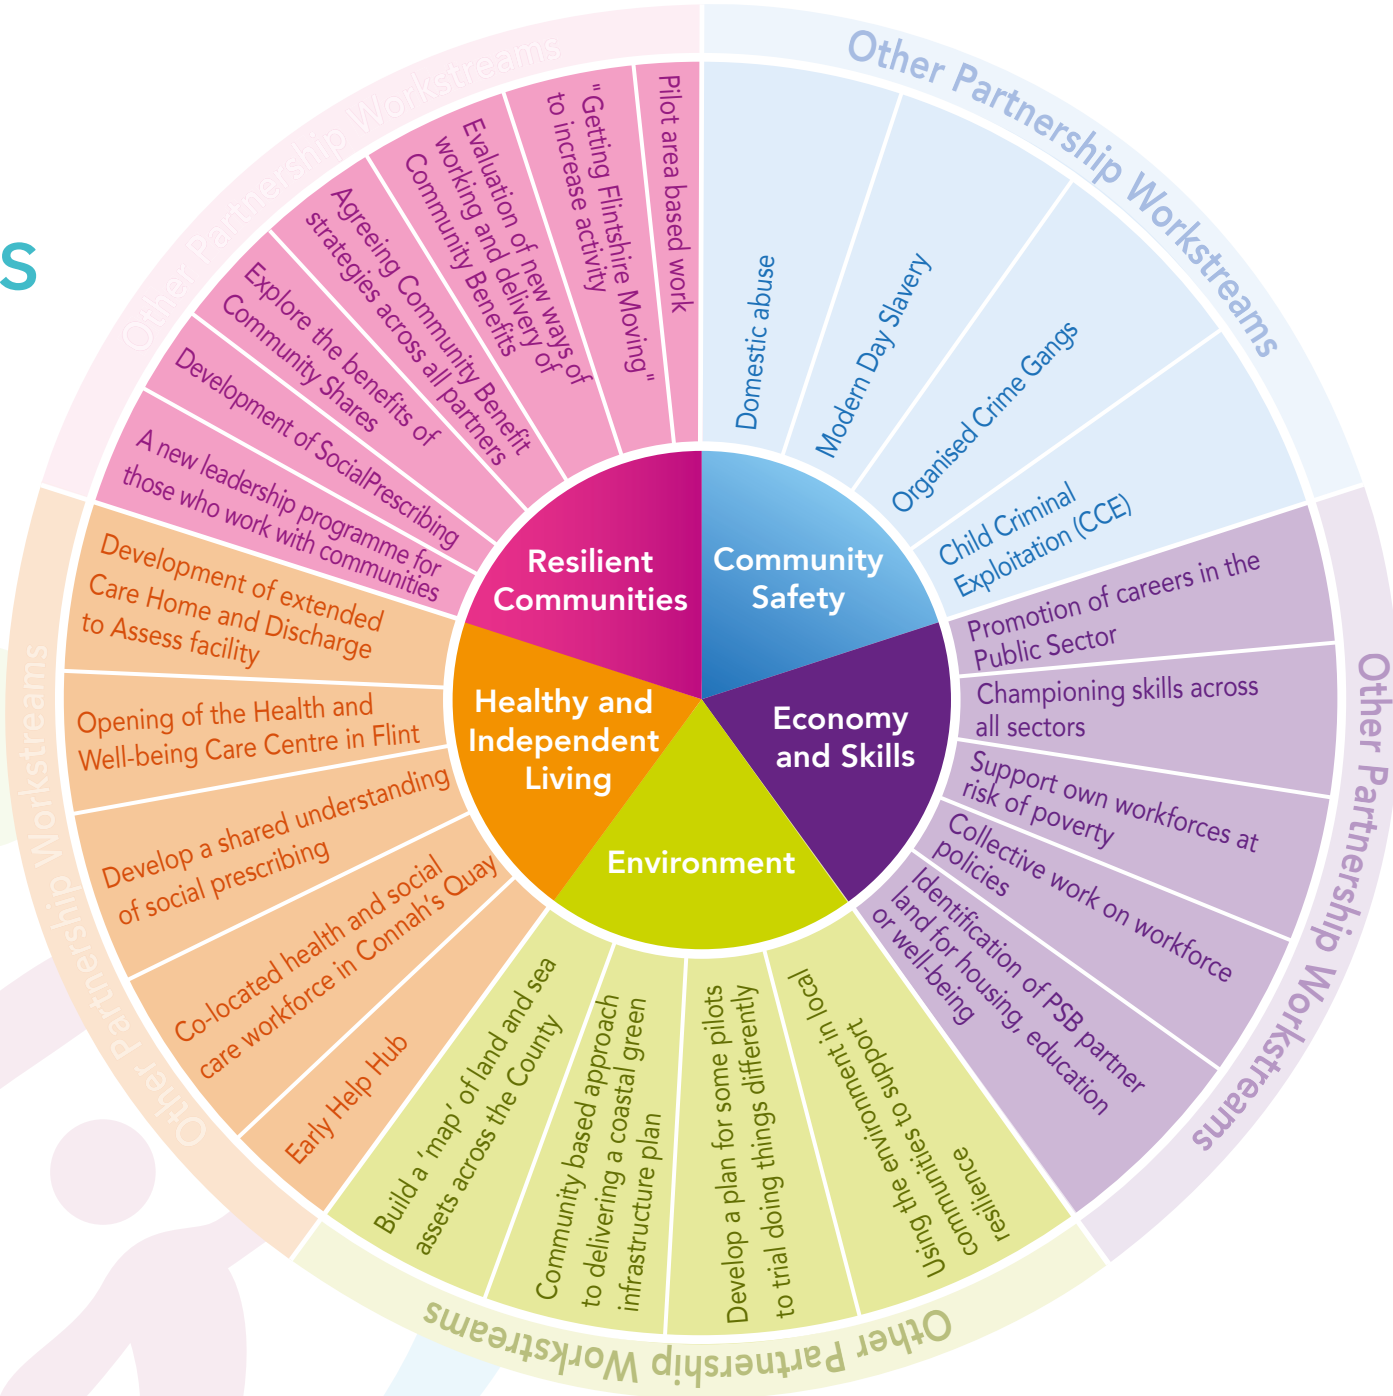 s
Other Partnership Workstreams
Pilot area based work
"Getting Flintshire Moving"
to increase activity
Evaluation of new ways of
working and delivery of
Community Benefits
Agreeing Community Benefit
strategies across all partners
Explore the benefits of
Community Shares
Development of SocialPrescribing
A new leadership programme for
those who work with communities
Resilient
Communities
Other Partnership Workstreams
Domestic abuse
Modern Day Slavery
Organised Crime Gangs
Child Criminal
Exploitation (CCE)
Community
Safety
Other Partnership Workstreams
Promotion of careers in the
Public Sector
Championing skills across
all sectors
Support own workforces at
risk of poverty
Collective work on workforce
policies
Identification of PSB partner
land for housing, education
or well-being
Economy
and Skills
Other Partnership Workstreams
Using the environment in local
communities to support
resilience
Develop a plan for some pilots
to trial doing things differently
Community based approach
to delivering a coastal green
infrastructure plan
Build a ‘map’ of land and sea
assets across the County
Environment
Other Partnership Workstreams
Early Help Hub
Co-located health and social
care workforce in Connah's Quay
Develop a shared understanding
of social prescribing
Opening of the Health and
Well-being Care Centre in Flint
Development of extended
Care Home and Discharge
to Assess facility
Healthy and
Independent
Living